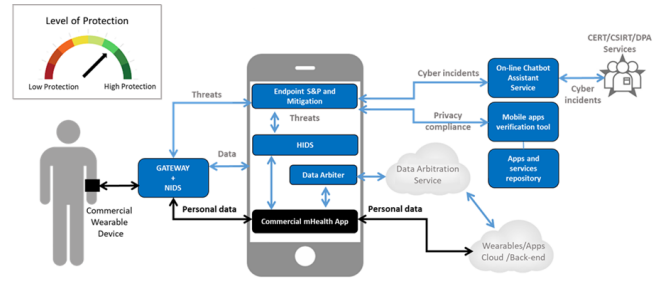 Level of Protection
Low Protection
High Protection
CERT/CSIRT/DPA
Services
Cyber
incidents
On-line Chatbot
Assistant
Service
Cyber incidents
Endpoint S&P and
Mitigation
Threats
Threats
Privacy
compliance
Mobile apps
verification tool
HIDS
Data
GATEWAY
+
NIDS
Data Arbiter
Data Arbitration
Service
Apps and
services
repository
Personal data
Commercial mHealth App
Personal data
Commercial
Wearable
Device
Wearables/Apps
Cloud /Back-end